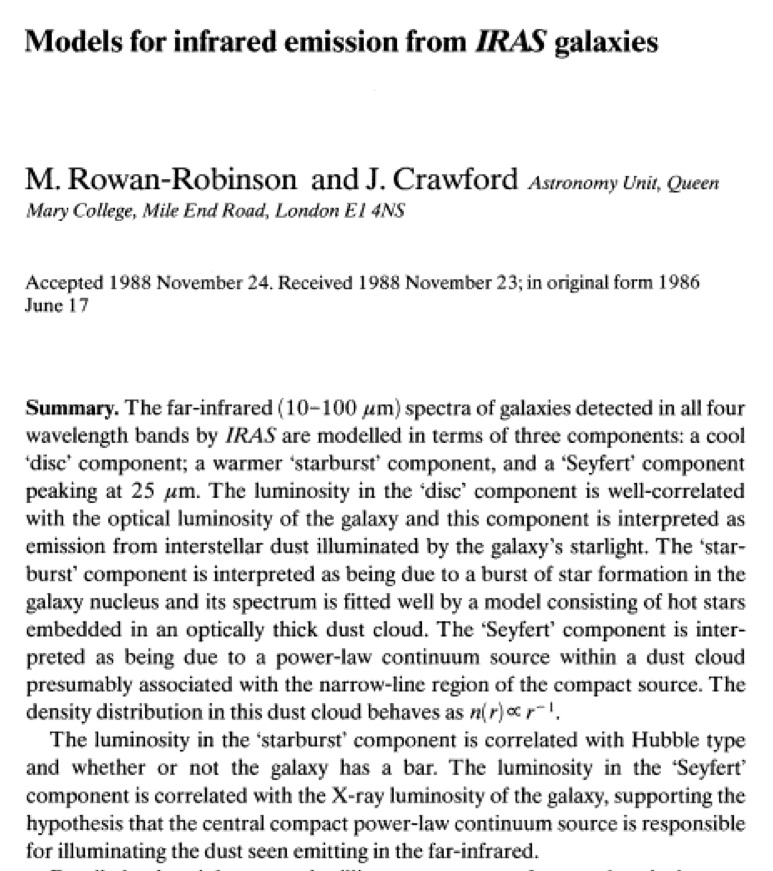 Models for infrared emission from IRAS galaxies
M. Rowan-Robinson and J. Crawford Astronomy Unit, Queen
Mary College, Mile End Road, London E1 4NS
Accepted 1988 November 24. Received 1988 November 23; in original form 1986
June 17
Summary. The far-infrared (10–100 μm) spectra of galaxies detected in all four
wavelength bands by IRAS are modelled in terms of three components: a cool
‘disc’ component; a warmer ‘starburst’ component, and a ‘Seyfert’ component
peaking at 25 μm. The luminosity in the ‘disc’ component is well-correlated
with the optical luminosity of the galaxy and this component is interpreted as
emission from interstellar dust illuminated by the galaxy’s starlight. The ‘star-
burst’ component is interpreted as being due to a burst of star formation in the
galaxy nucleus and its spectrum is fitted well by a model consisting of hot stars
embedded in an optically thick dust cloud. The ‘Seyfert’ component is inter-
preted as being due to a power-law continuum source within a dust cloud
presumably associated with the narrow-line region of the compact source. The
density distribution in this dust cloud behaves as n(r)∝r⁻¹.
The luminosity in the ‘starburst’ component is correlated with Hubble type
and whether or not the galaxy has a bar. The luminosity in the ‘Seyfert’
component is correlated with the X-ray luminosity of the galaxy, supporting the
hypothesis that the central compact power-law continuum source is responsible
for illuminating the dust seen emitting in the far-infrared.